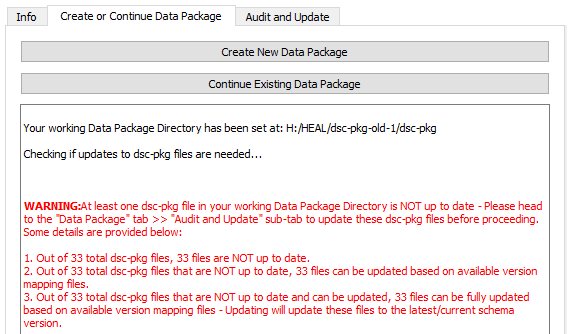 Info Create or Continue Data Package Audit and Update
Create New Data Package
Continue Existing Data Package
Your working Data Package Directory has been set at: H:/HEAL/dsc-pkg-old-1/dsc-pkg
Checking if updates to dsc-pkg files are needed...
WARNING:At least one dsc-pkg file in your working Data Package Directory is NOT up to date - Please head
to the "Data Package" tab >> "Audit and Update" sub-tab to update these dsc-pkg files before proceeding.
Some details are provided below:
1. Out of 33 total dsc-pkg files, 33 files are NOT up to date.
2. Out of 33 total dsc-pkg files that are NOT up to date, 33 files can be updated based on available version
mapping files.
3. Out of 33 total dsc-pkg files that are NOT up to date and can be updated, 33 files can be fully updated
based on available version mapping files - Updating will update these files to the latest/current schema
version.